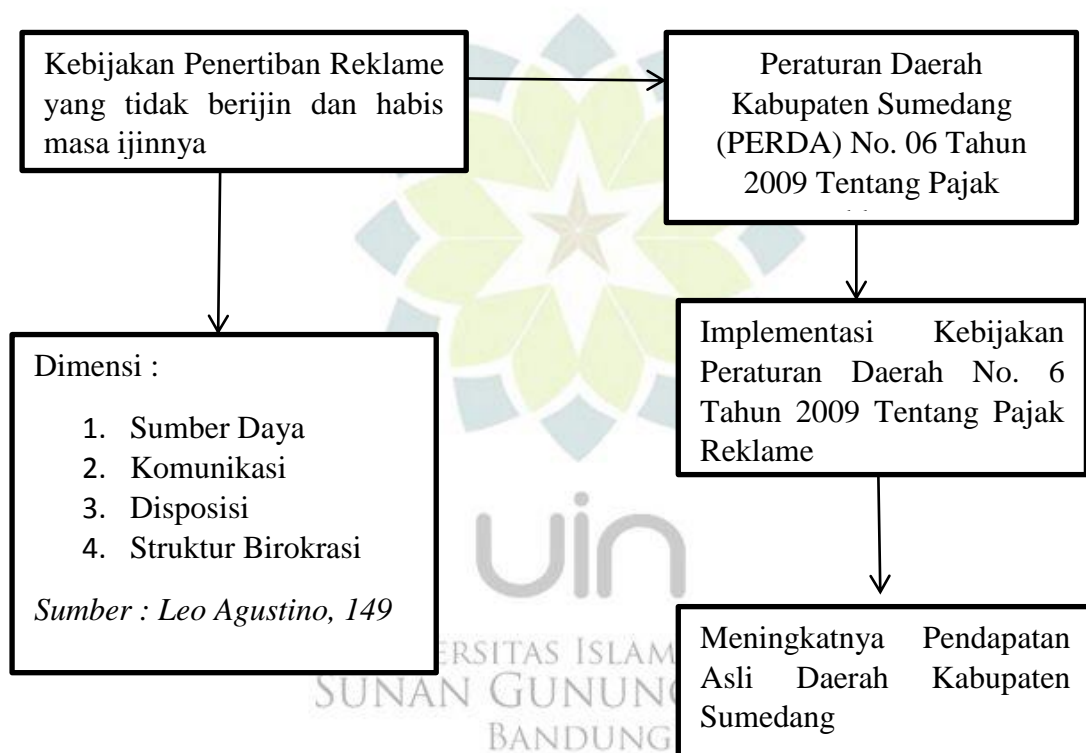 Kebijakan Penertiban Reklame
yang tidak berijin dan habis
masa ijinnya
Peraturan Daerah
Kabupaten Sumedang
(PERDA) No. 06 Tahun
2009 Tentang Pajak
Dimensi :
1. Sumber Daya
2. Komunikasi
3. Disposisi
4. Struktur Birokrasi
Sumber : Leo Agustino, 149
Implementasi Kebijakan
Peraturan Daerah No. 6
Tahun 2009 Tentang Pajak
Reklame
Meningkatnya Pendapatan
Asli Daerah Kabupaten
Sumedang
uin
ISLAM
SUNAN
BANDUNG